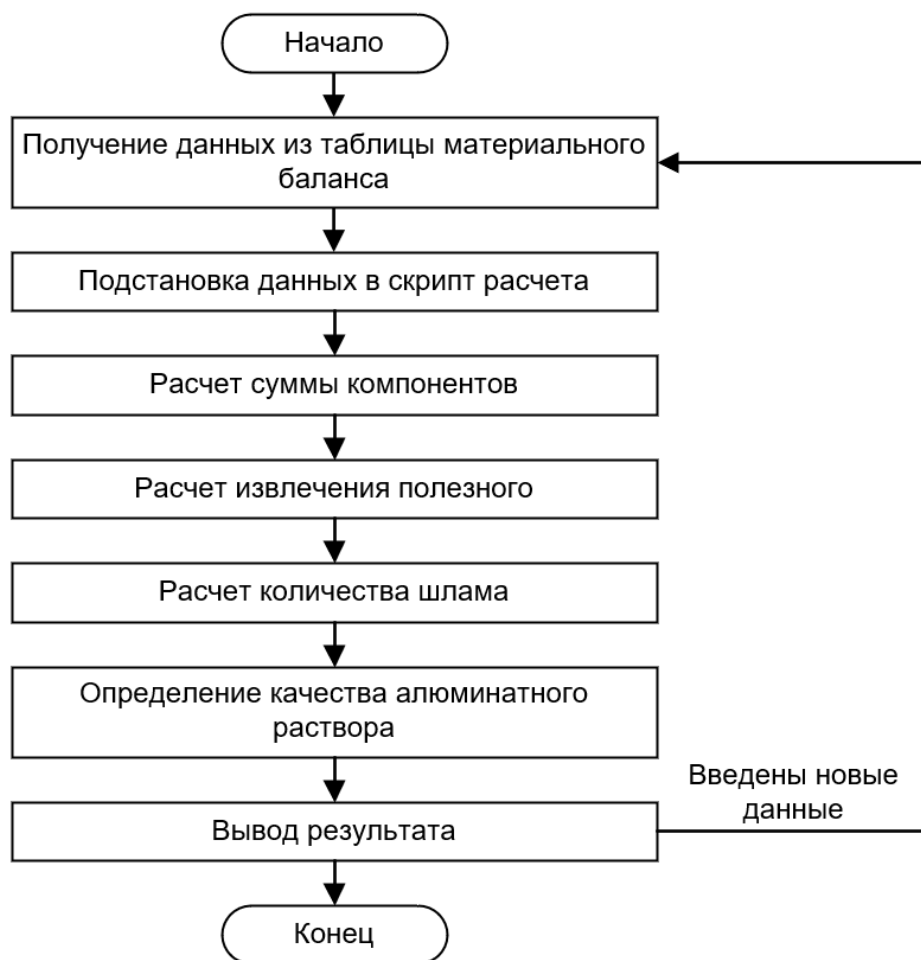 Начало
Получение данных из таблицы материального
баланса
Подстановка данных в скрипт расчета
Расчет суммы компонентов
Расчет извлечения полезного
Расчет количества шлама
Определение качества алюминатного
раствора
Введены новые
данные
Вывод результата
Конец